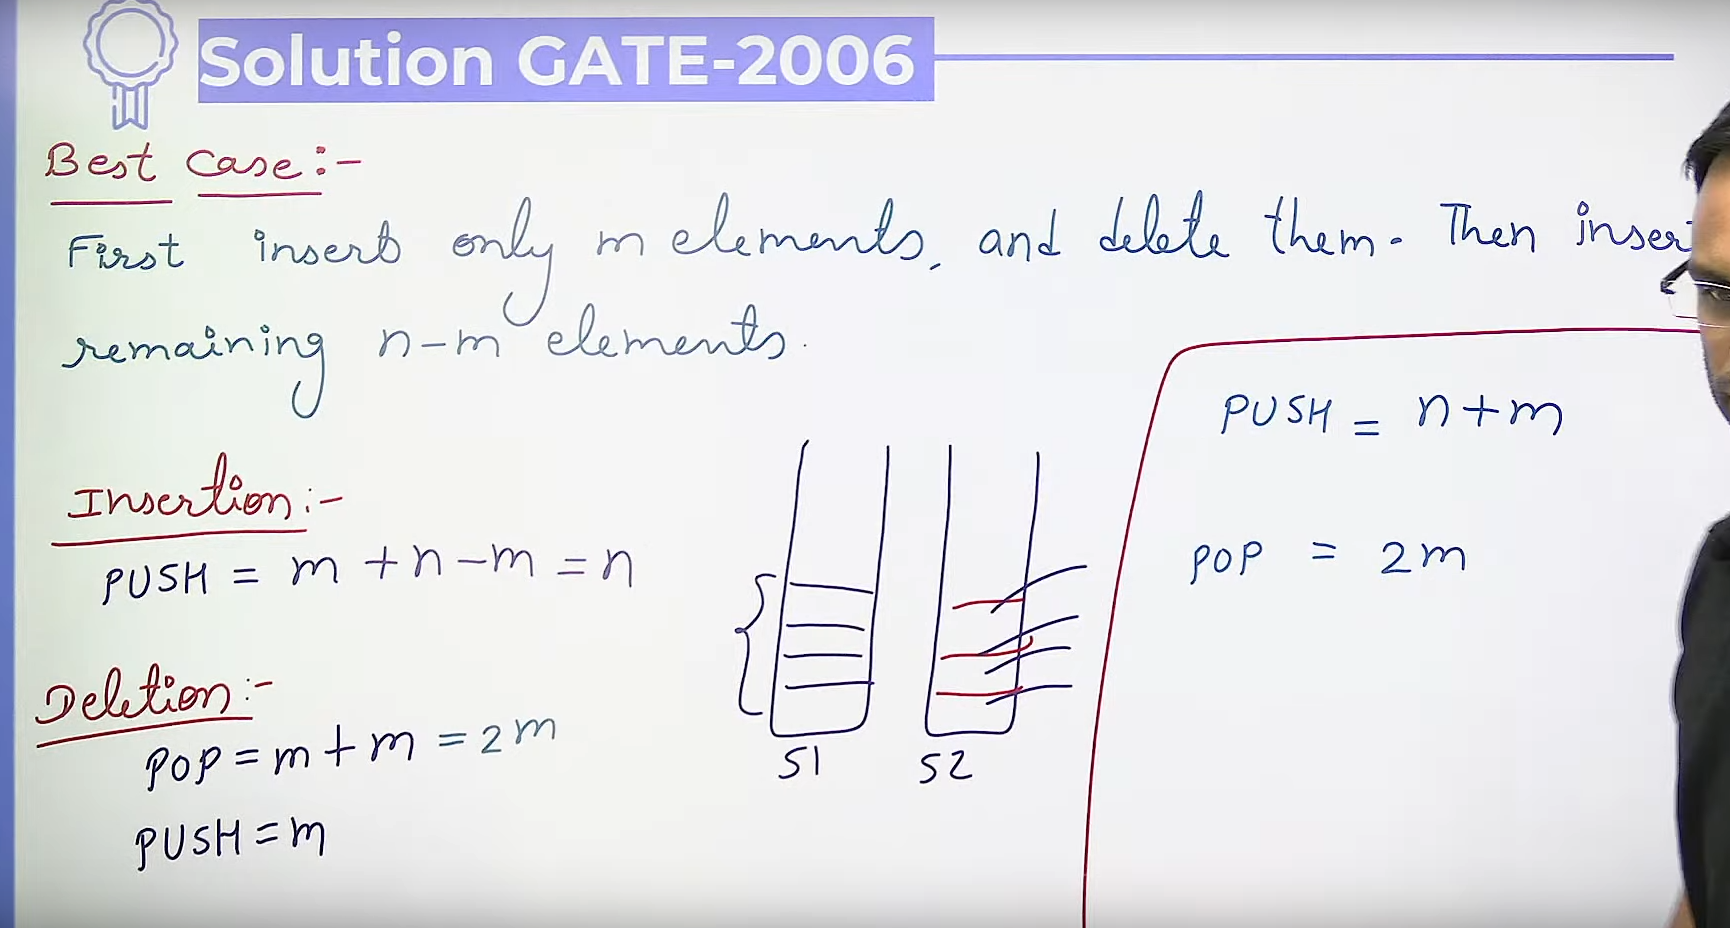 Solution GATE-2006
Best Case:-
First insert only m elements, and delete them. Then inser
remaining n-m elements.
Insertion:-
PUSH = m+n-m = n
Deletion:-
POP = m+m = 2m
PUSH = m
S1 S2
PUSH = n+m
POP = 2m